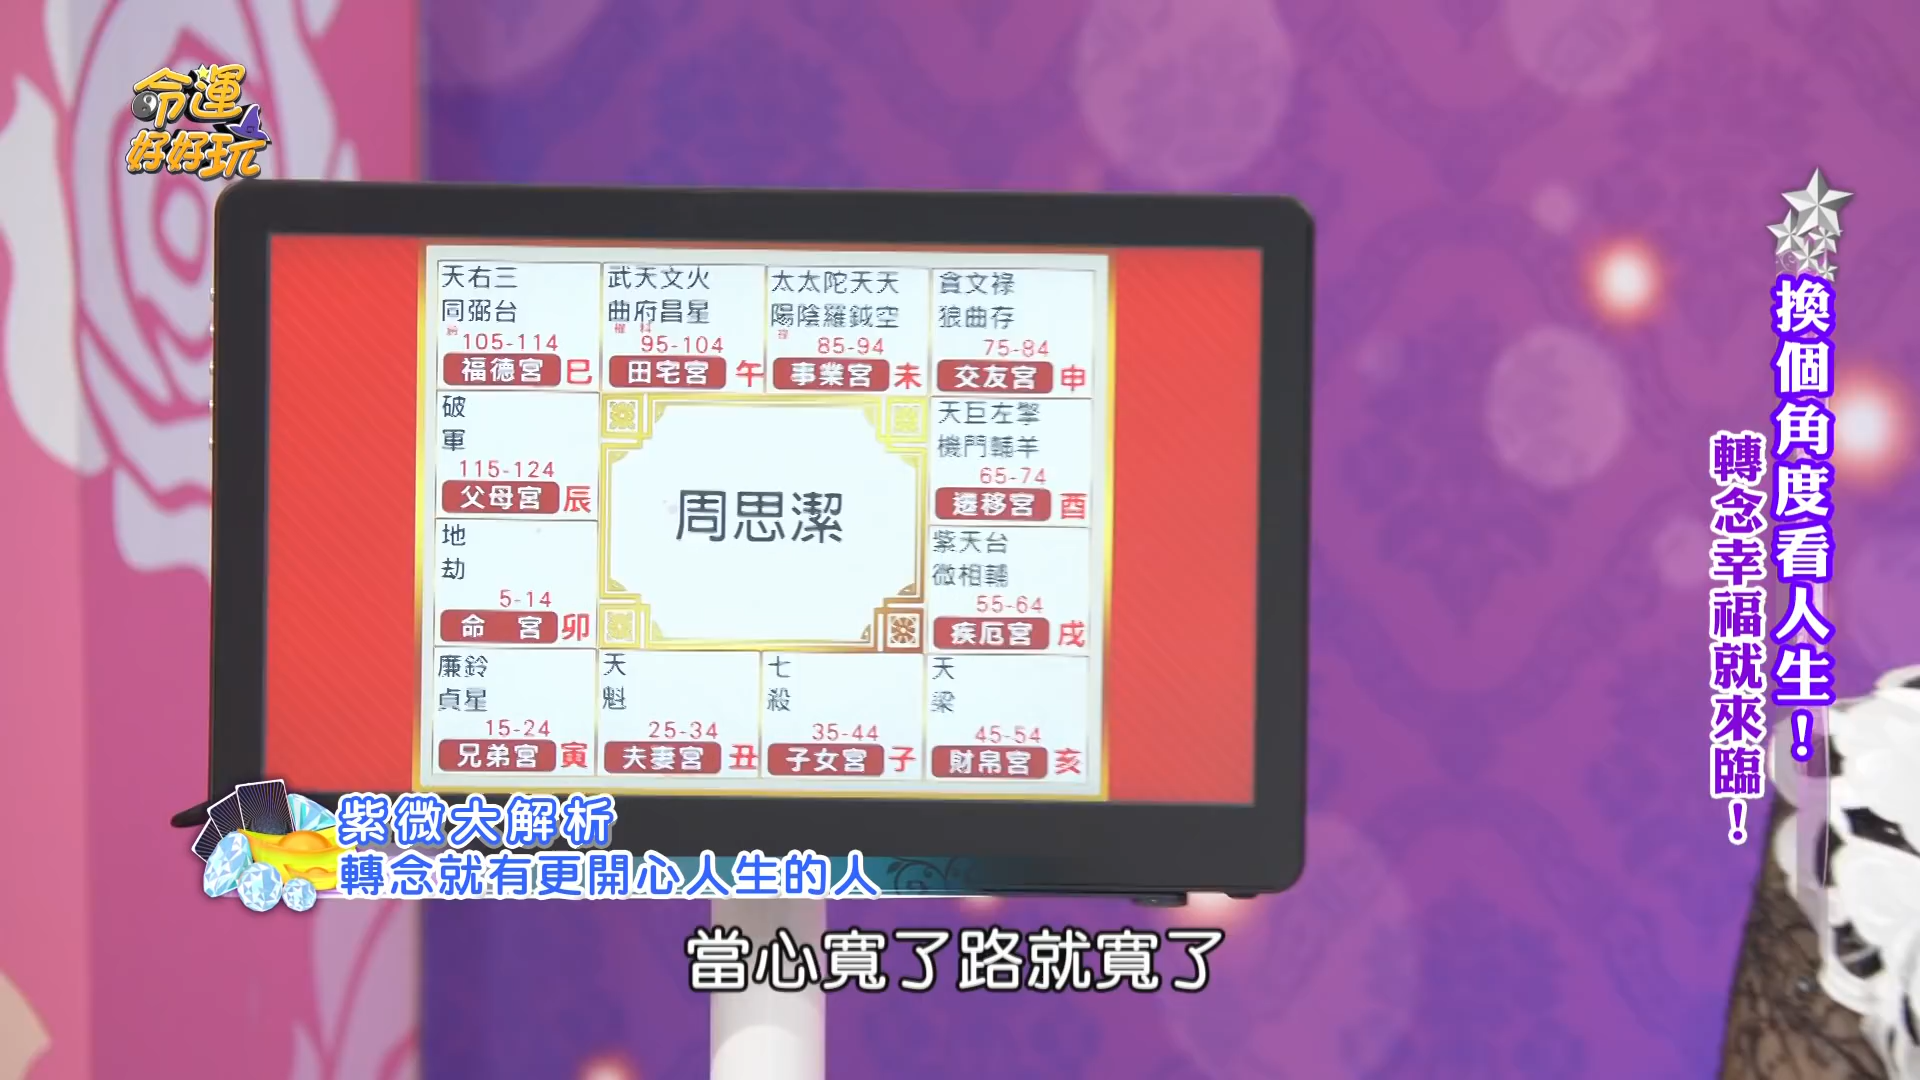 命運
好好玩
換個角度看人生！
轉念幸福就來臨！
天右三
同弼台
105-114
福德宮 巳
武天文火
曲府昌星
權 科
95-104
田宅宮 午
太太陀天天
陽陰羅鉞空
85-94
事業宮 未
貪文祿
狼曲存
75-84
交友宮 申
破
軍
115-124
父母宮 辰
周思潔
天巨左擎
機門輔羊
65-74
遷移宮 酉
地
劫
5-14
命 宮 卯
紫天台
微相輔
55-64
疾厄宮 戌
廉鈴
貞星
15-24
兄弟宮 寅
天
魁
25-34
夫妻宮 丑
七
殺
35-44
子女宮 子
天
梁
45-54
財帛宮 亥
紫微大解析
轉念就有更開心人生的人
當心寬了路就寬了